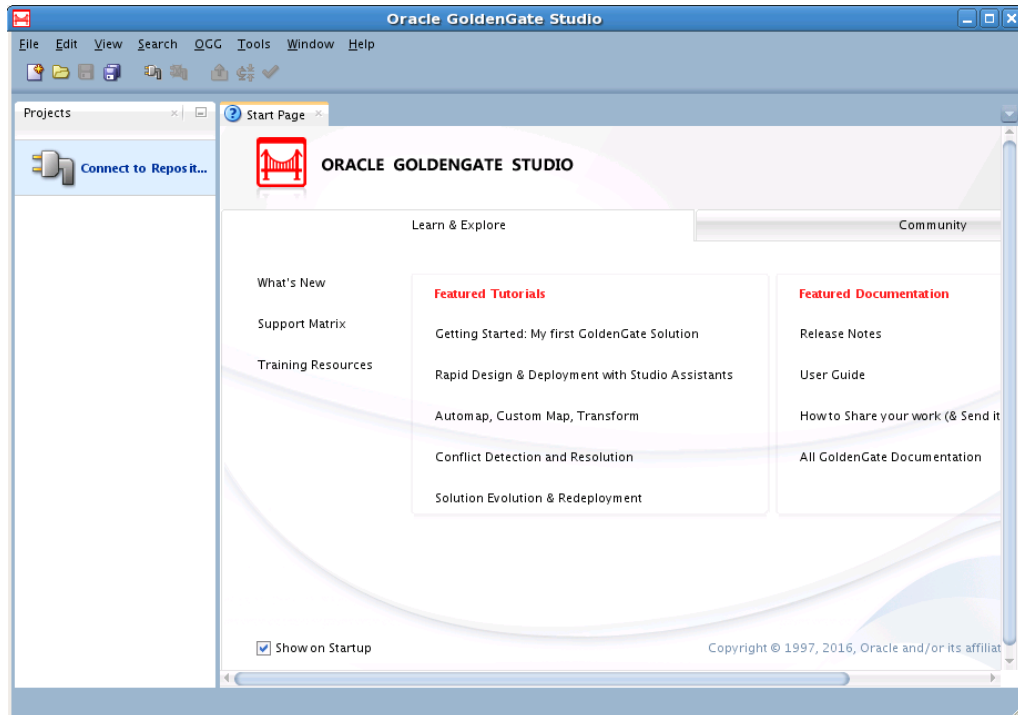 Oracle GoldenGate Studio
File Edit View Search OGG Tools Window Help
Projects
Start Page
Connect to Reposit...
ORACLE GOLDENGATE STUDIO
Learn & Explore
Community
What's New
Support Matrix
Training Resources
Featured Tutorials
Getting Started: My first GoldenGate Solution
Rapid Design & Deployment with Studio Assistants
Automap, Custom Map, Transform
Conflict Detection and Resolution
Solution Evolution & Redeployment
Featured Documentation
Release Notes
User Guide
How to Share your work (& Send it
All GoldenGate Documentation
Show on Startup
Copyright © 1997, 2016, Oracle and/or its affiliat